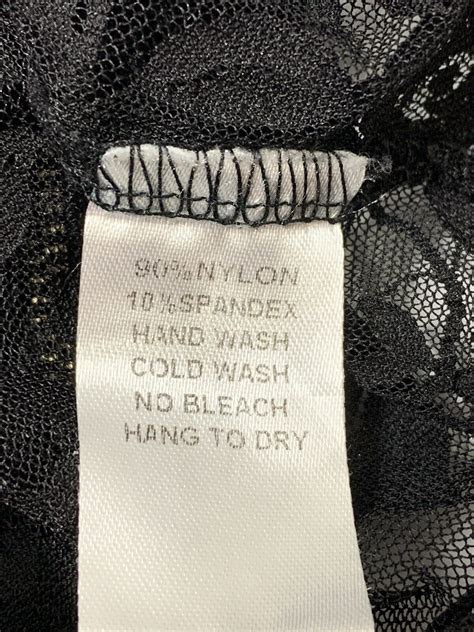 90%NYLON
10%SPANDEX
HAND WASH
COLD WASH
NO BLEACH
HANG TO DRY